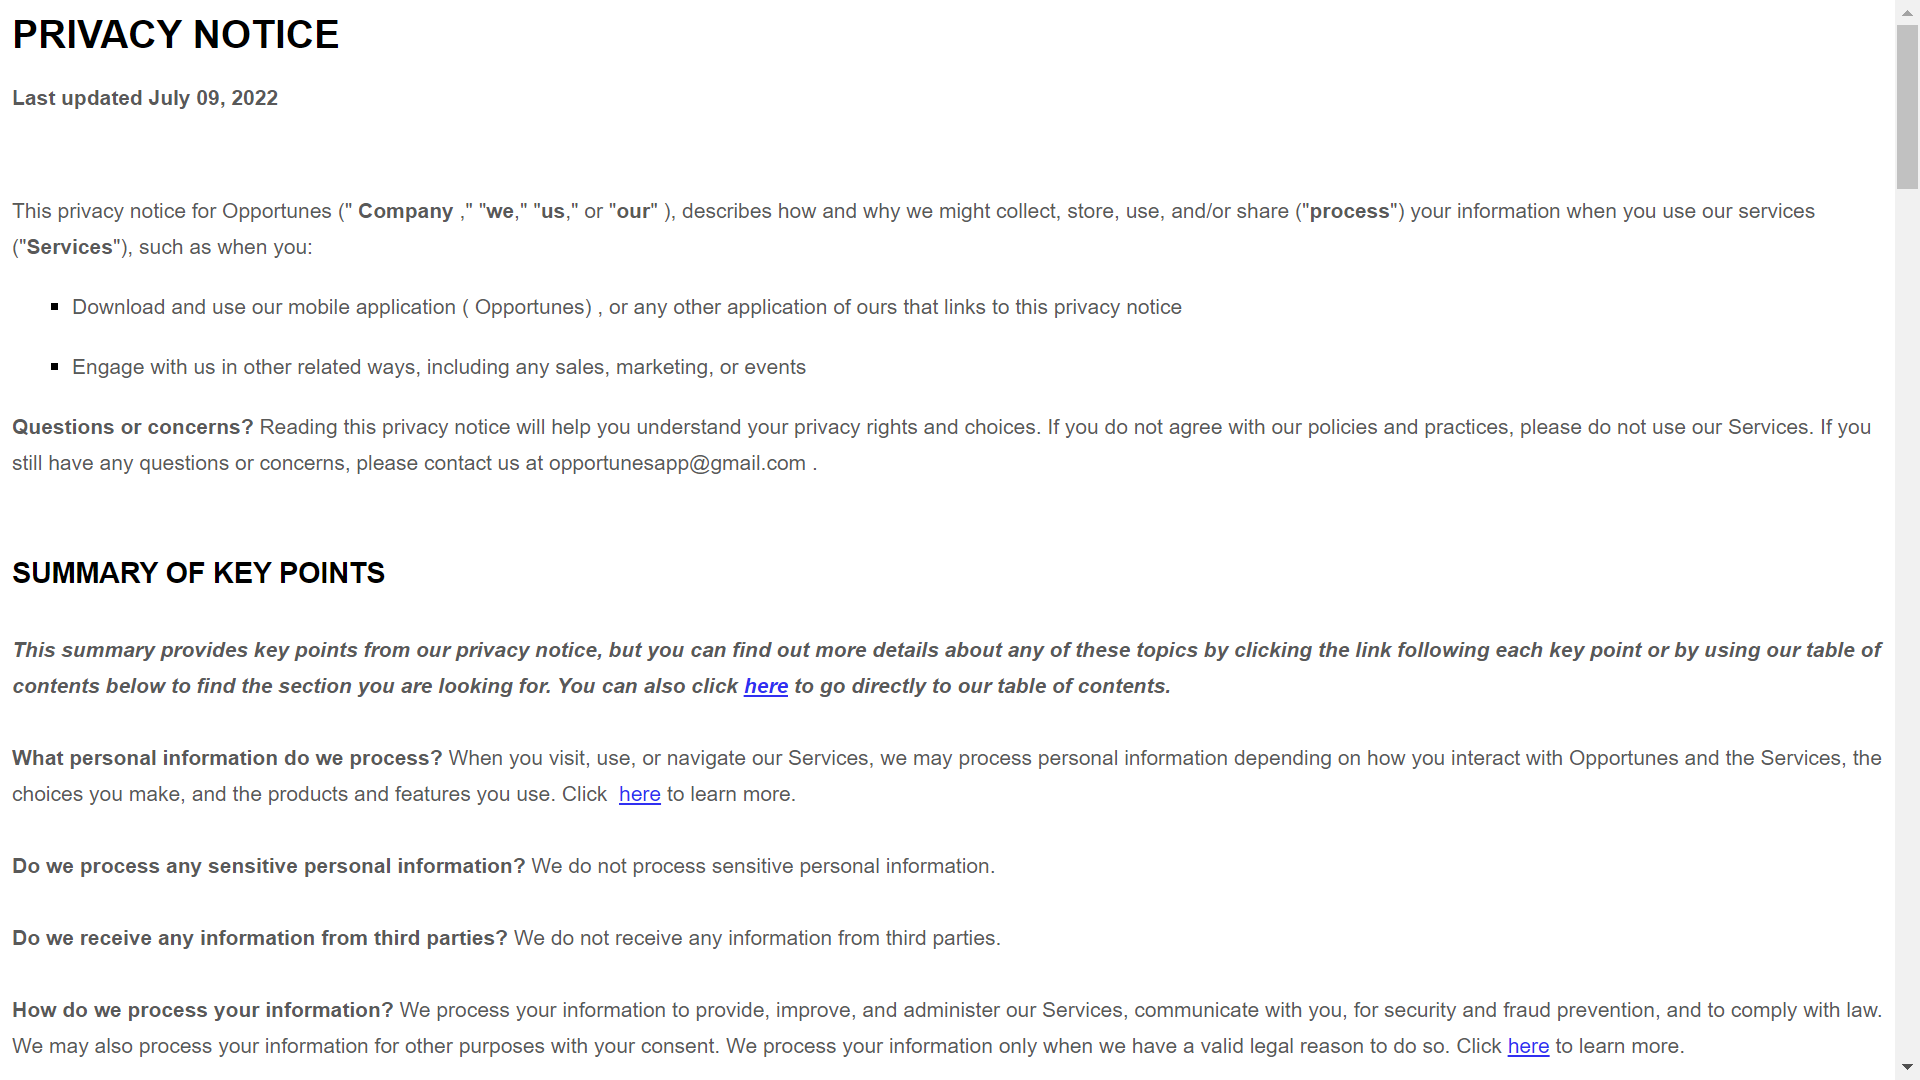 PRIVACY NOTICE
Last updated July 09, 2022
This privacy notice for Opportunes (" Company ," "we," "us," or "our" ), describes how and why we might collect, store, use, and/or share ("process") your information when you use our services
("Services"), such as when you:
Download and use our mobile application ( Opportunes) , or any other application of ours that links to this privacy notice
Engage with us in other related ways, including any sales, marketing, or events
Questions or concerns? Reading this privacy notice will help you understand your privacy rights and choices. If you do not agree with our policies and practices, please do not use our Services. If you
still have any questions or concerns, please contact us at opportunesapp@gmail.com .
SUMMARY OF KEY POINTS
This summary provides key points from our privacy notice, but you can find out more details about any of these topics by clicking the link following each key point or by using our table of
contents below to find the section you are looking for. You can also click here to go directly to our table of contents.
What personal information do we process? When you visit, use, or navigate our Services, we may process personal information depending on how you interact with Opportunes and the Services, the
choices you make, and the products and features you use. Click here to learn more.
Do we process any sensitive personal information? We do not process sensitive personal information.
Do we receive any information from third parties? We do not receive any information from third parties.
How do we process your information? We process your information to provide, improve, and administer our Services, communicate with you, for security and fraud prevention, and to comply with law.
We may also process your information for other purposes with your consent. We process your information only when we have a valid legal reason to do so. Click here to learn more.